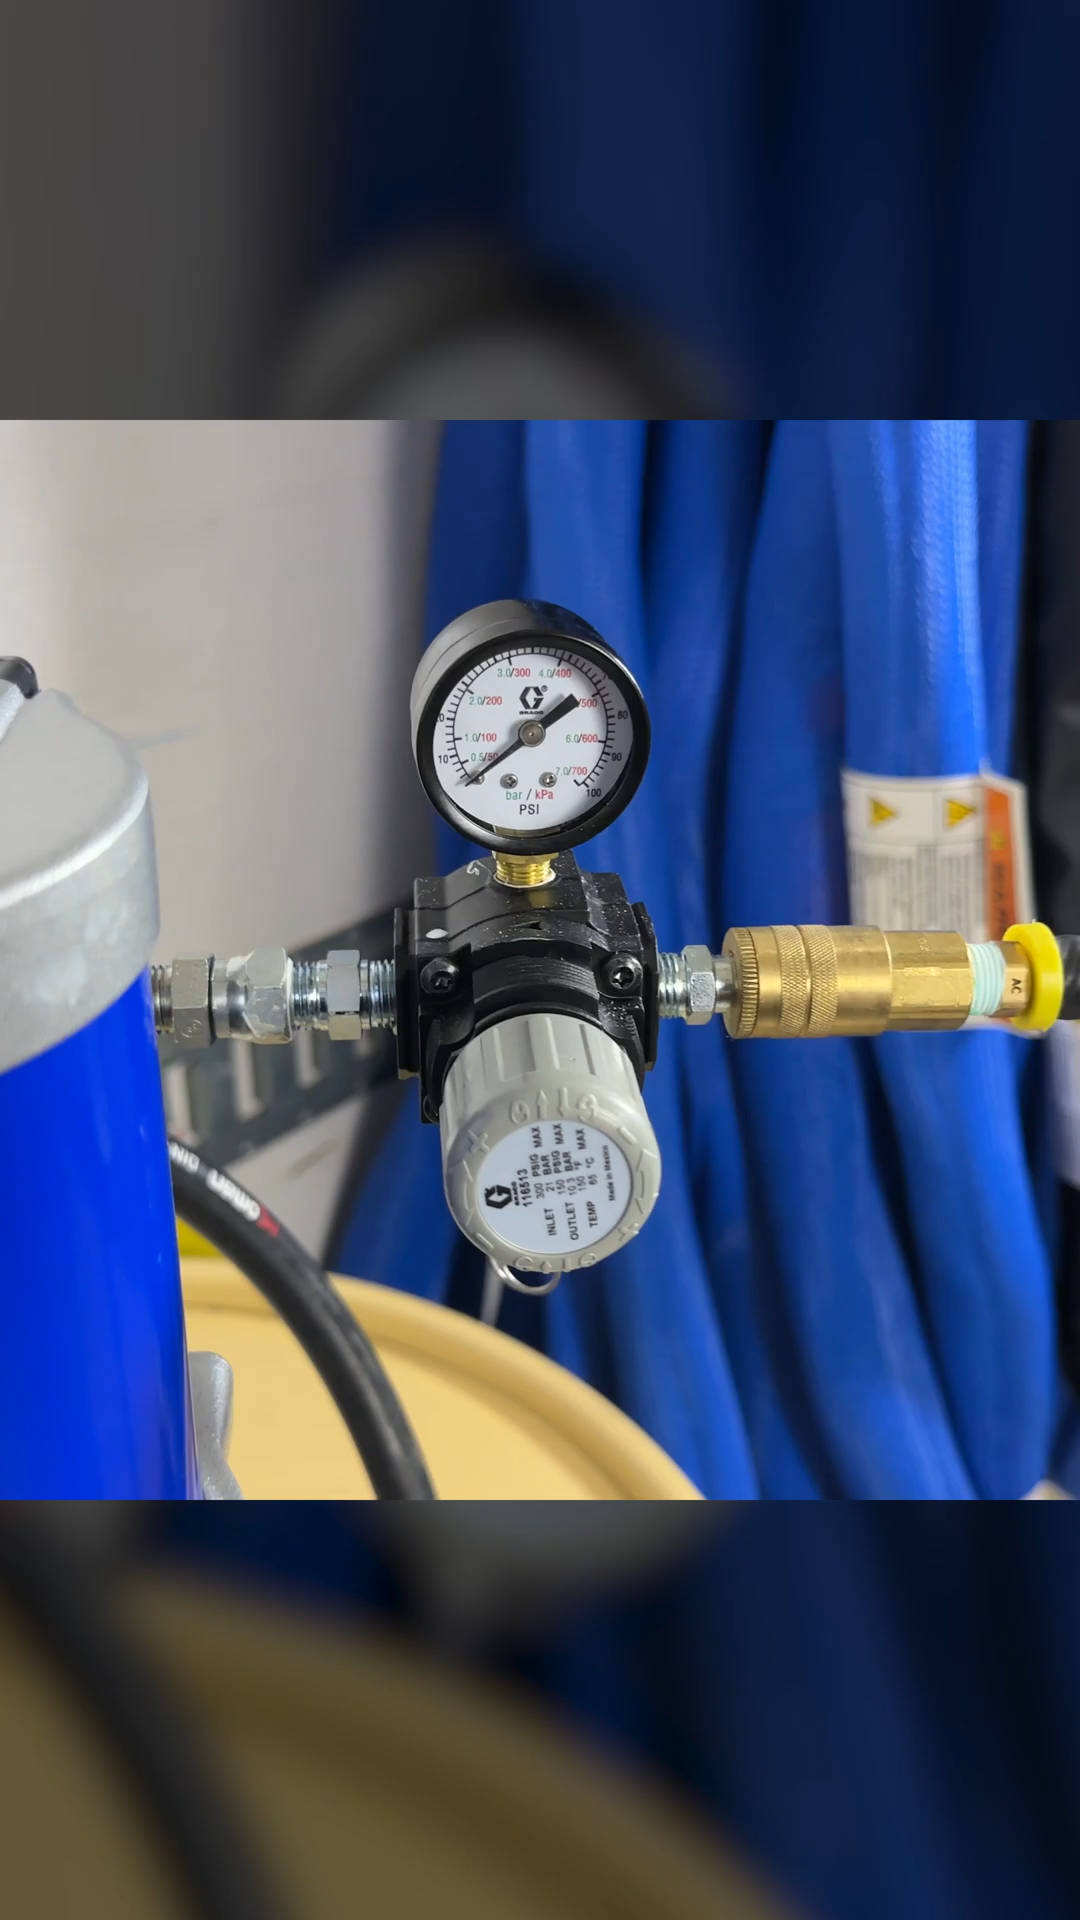 3.0/300 4.0/400
2.0/200 /500
80
1.0/100 6.0/600
10 0.5/50 90
7.0/700
100
GRACO
bar / kPa
PSI
GRACO
116513
300 PSIG MAX
INLET 21 BAR
150 PSIG MAX
OUTLET 10.3 BAR
150 °F MAX
TEMP 65 °C
Made in Mexico
AC